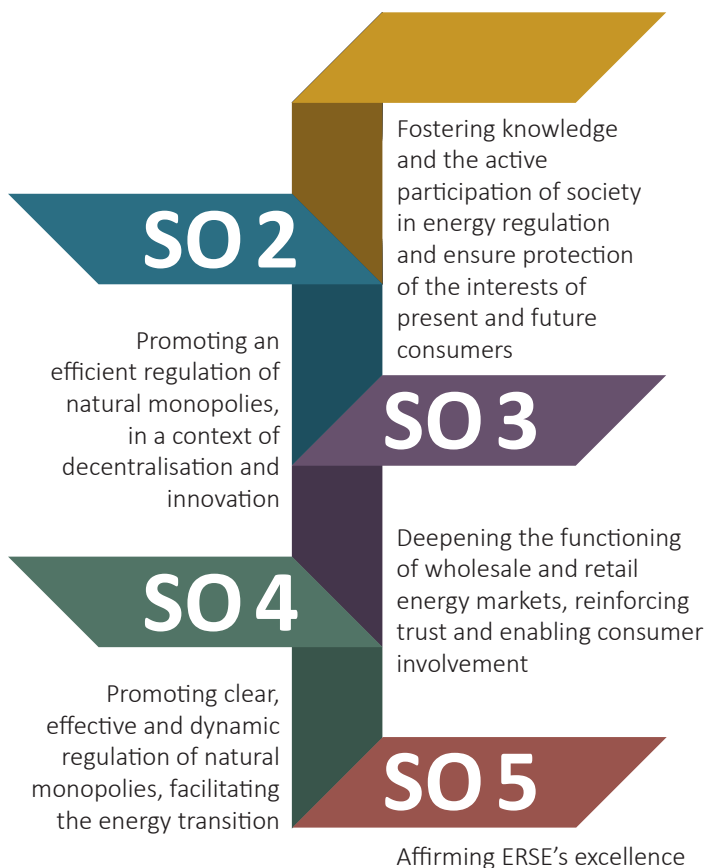 Fostering knowledge
and the active
participation of society
in energy regulation
and ensure protection
of the interests of
present and future
consumers
SO 2
Promoting an
efficient regulation of
natural monopolies,
in a context of
decentralisation and
innovation
SO 3
Deepening the functioning
of wholesale and retail
energy markets, reinforcing
trust and enabling consumer
involvement
SO 4
Promoting clear,
effective and dynamic
regulation of natural
monopolies, facilitating
the energy transition
SO 5
Affirming ERSE's excellence